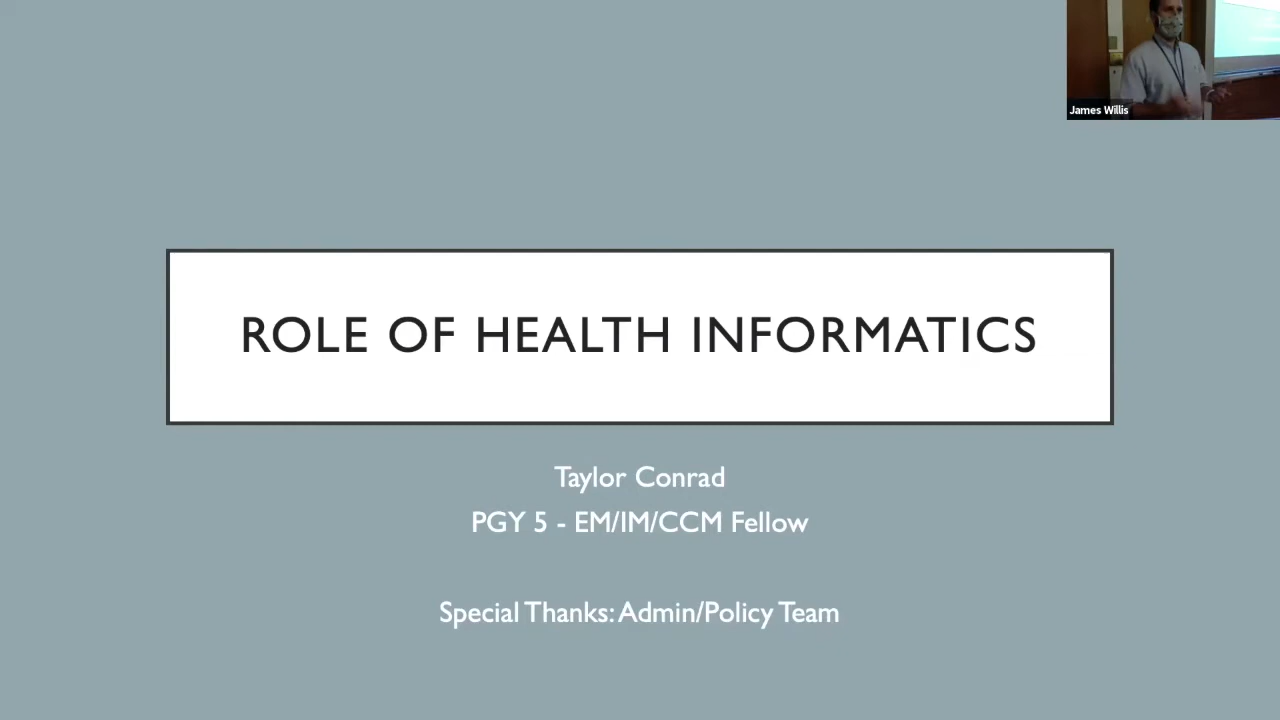 James Willis
ROLE OF HEALTH INFORMATICS
Taylor Conrad
PGY 5 - EM/IM/CCM Fellow
Special Thanks: Admin/Policy Team